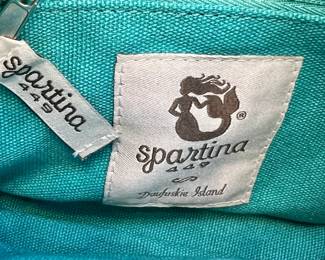 spartina
449
®
spartina
449
Daufuskie Island